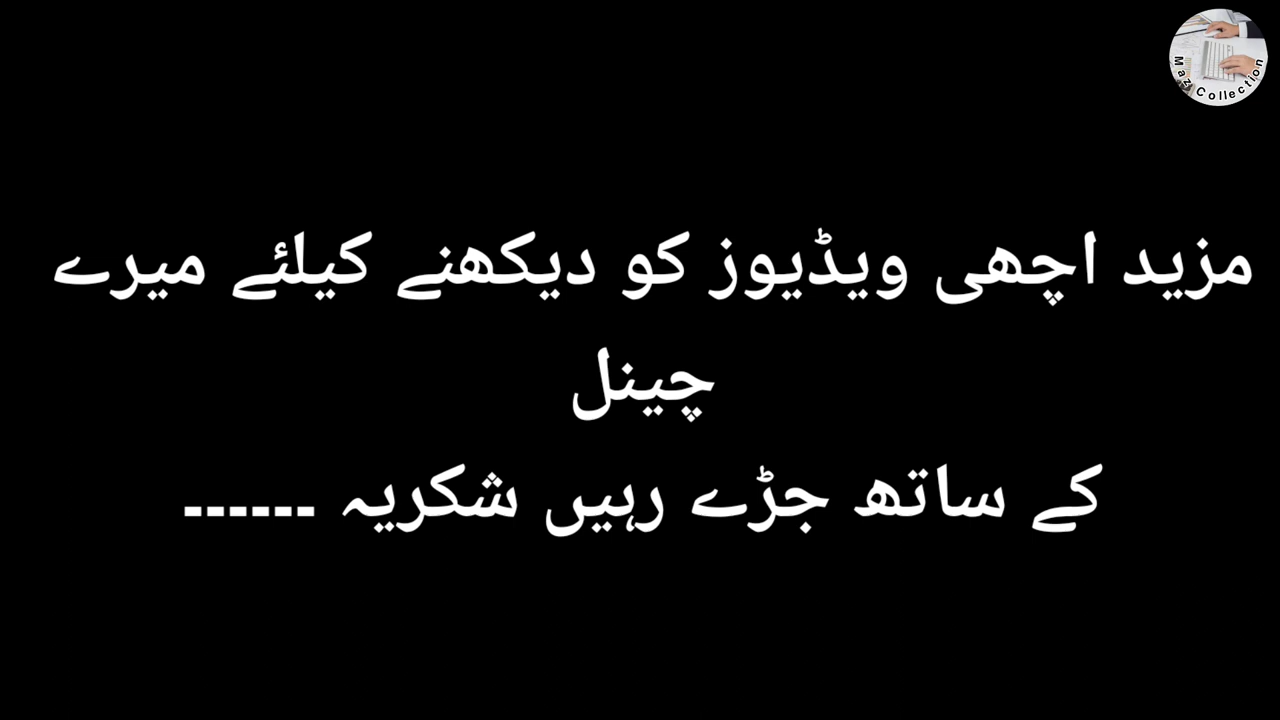 Maz Collection
مزید اچھی ویڈیوز کو دیکھنے کیلئے میرے
چینل
کے ساتھ جڑے رہیں شکریہ ......